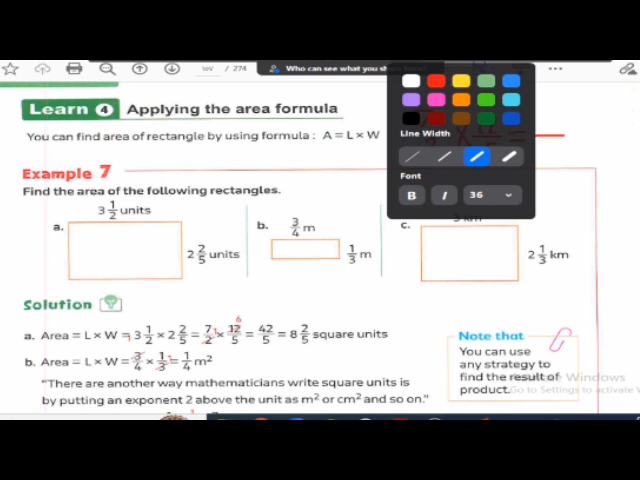 / 274
Who can see what you sha
Learn 4 Applying the area formula
You can find area of rectangle by using formula : A = L × W
Line Width
Font
B I 36
Example 7
Find the area of the following rectangles.
a. 3 1/2 units 2 2/5 units
b. 3/4 m 1/3 m
c. 3 km 2 1/3 km
Solution
a. Area = L × W = 3 1/2 × 2 2/5 = 7/2 × 12/5 = 42/5 = 8 2/5 square units
b. Area = L × W = 3/4 × 1/3 = 1/4 m²
"There are another way mathematicians write square units is
by putting an exponent 2 above the unit as m² or cm² and so on."
Note that
You can use
any strategy to
find the result of
product.
Windows
Go to Settings to activate W